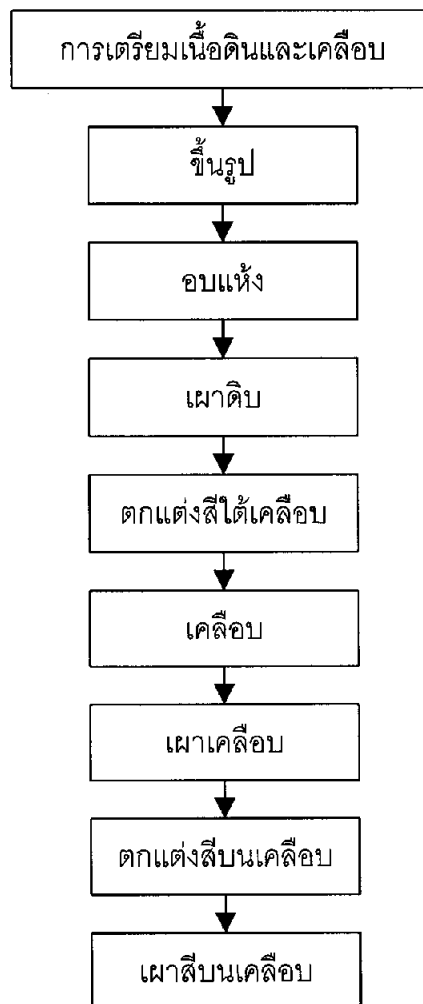 การเตรียมเนื้อดินและเคลือบ
ขึ้นรูป
อบแห้ง
เผาดิบ
ตกแต่งสีใต้เคลือบ
เคลือบ
เผาเคลือบ
ตกแต่งสีบนเคลือบ
เผาสีบนเคลือบ